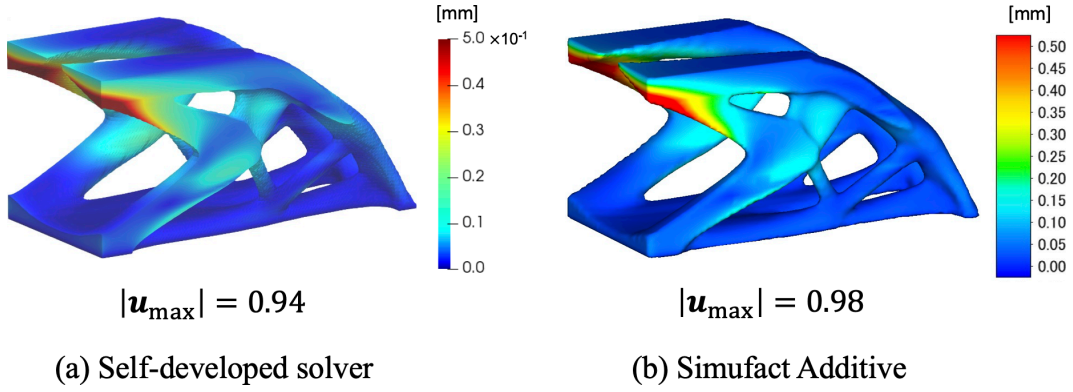 [mm]
5.0 ×10⁻¹
0.4
0.3
0.2
0.1
0.0
|𝒖max| = 0.94
(a) Self-developed solver
[mm]
0.50
0.45
0.40
0.35
0.30
0.25
0.20
0.15
0.10
0.05
0.00
|𝒖max| = 0.98
(b) Simufact Additive